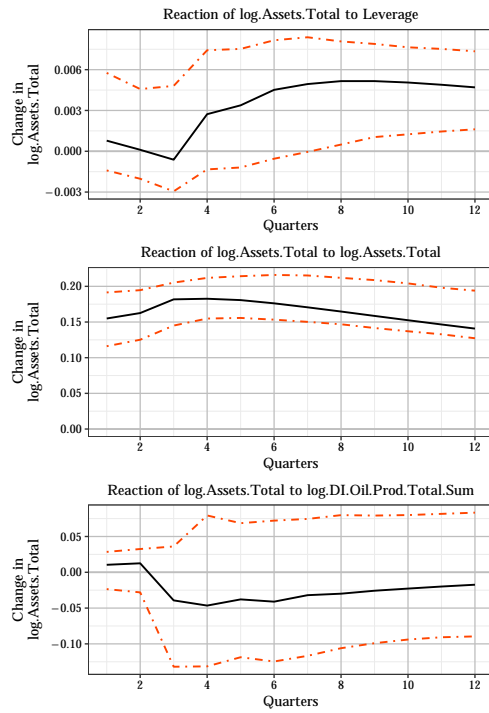 Reaction of log.Assets.Total to Leverage
Change in
log.Assets.Total
0.006
0.003
0.000
−0.003
2 4 6 8 10 12
Quarters
Reaction of log.Assets.Total to log.Assets.Total
Change in
log.Assets.Total
0.20
0.15
0.10
0.05
0.00
2 4 6 8 10 12
Quarters
Reaction of log.Assets.Total to log.DI.Oil.Prod.Total.Sum
Change in
log.Assets.Total
0.05
0.00
−0.05
−0.10
2 4 6 8 10 12
Quarters